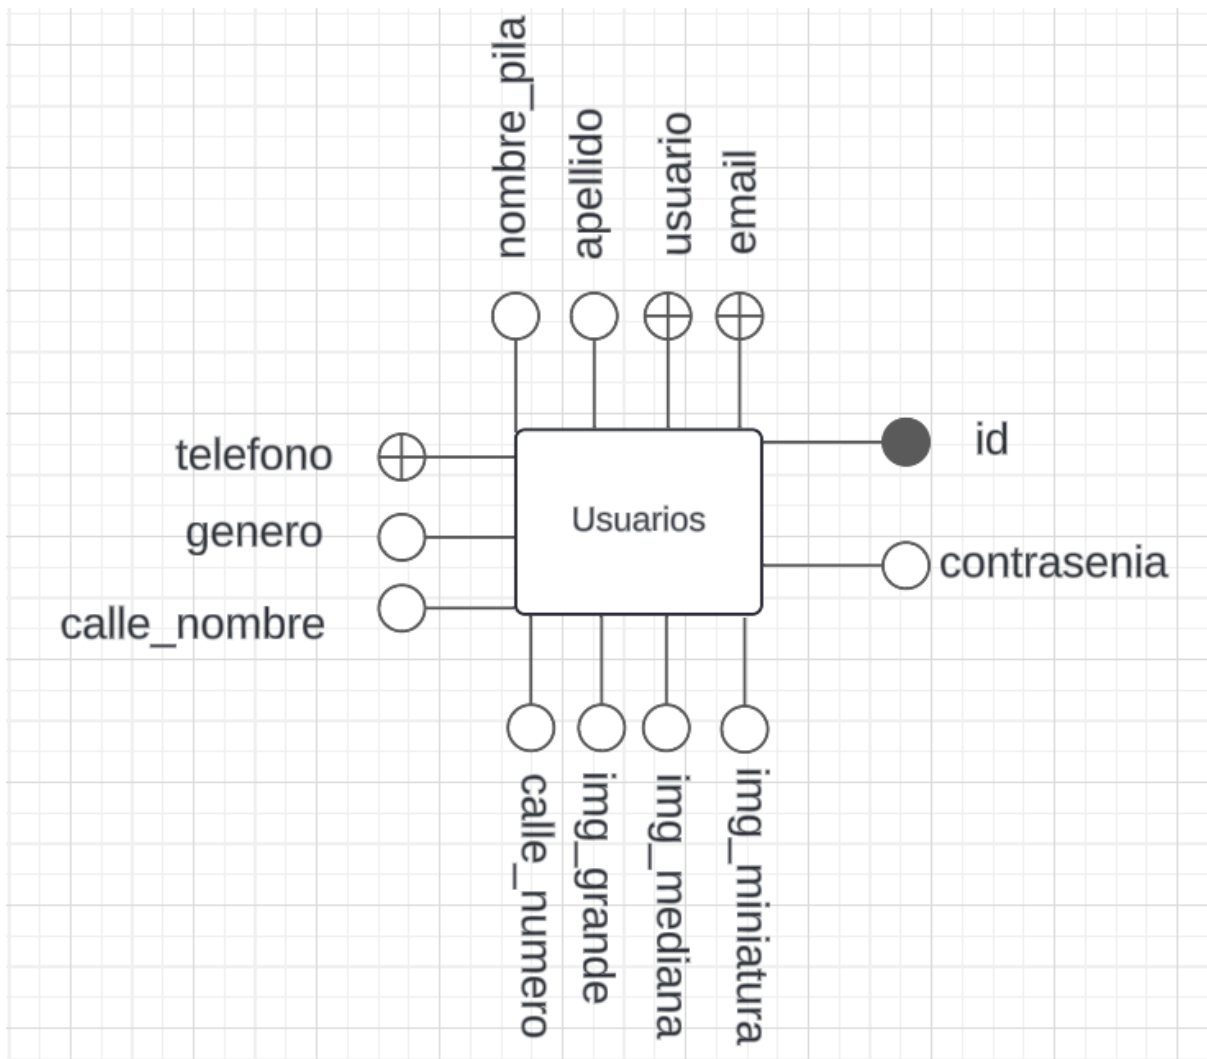 nombre_pila
apellido
usuario
email
telefono
id
genero
Usuarios
contrasenia
calle_nombre
calle_numero
img_grande
img_mediana
img_miniatura